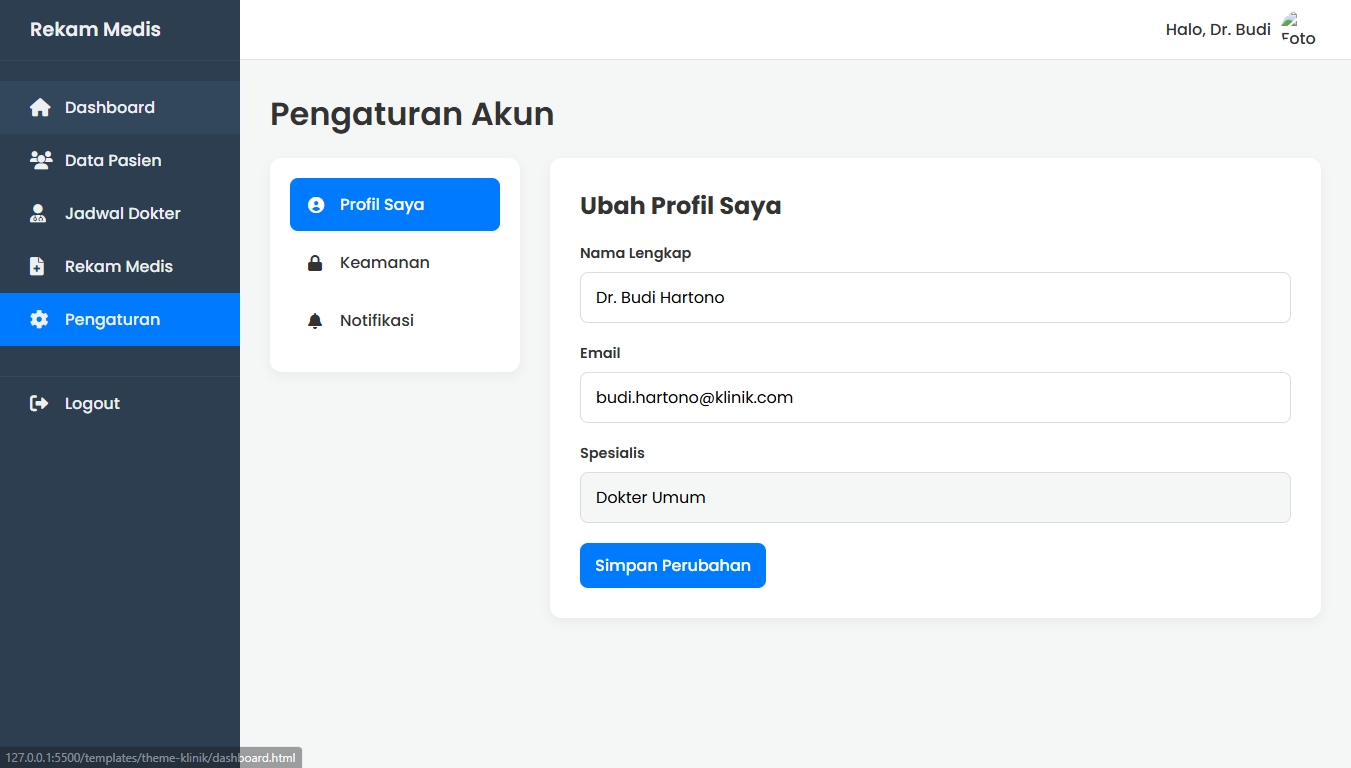 Rekam Medis
Halo, Dr. Budi
Foto
Dashboard
Data Pasien
Jadwal Dokter
Rekam Medis
Pengaturan
Logout
Pengaturan Akun
Profil Saya
Keamanan
Notifikasi
Ubah Profil Saya
Nama Lengkap
Dr. Budi Hartono
Email
budi.hartono@klinik.com
Spesialis
Dokter Umum
Simpan Perubahan
127.0.0.1:5500/templates/theme-klinik/dashboard.html